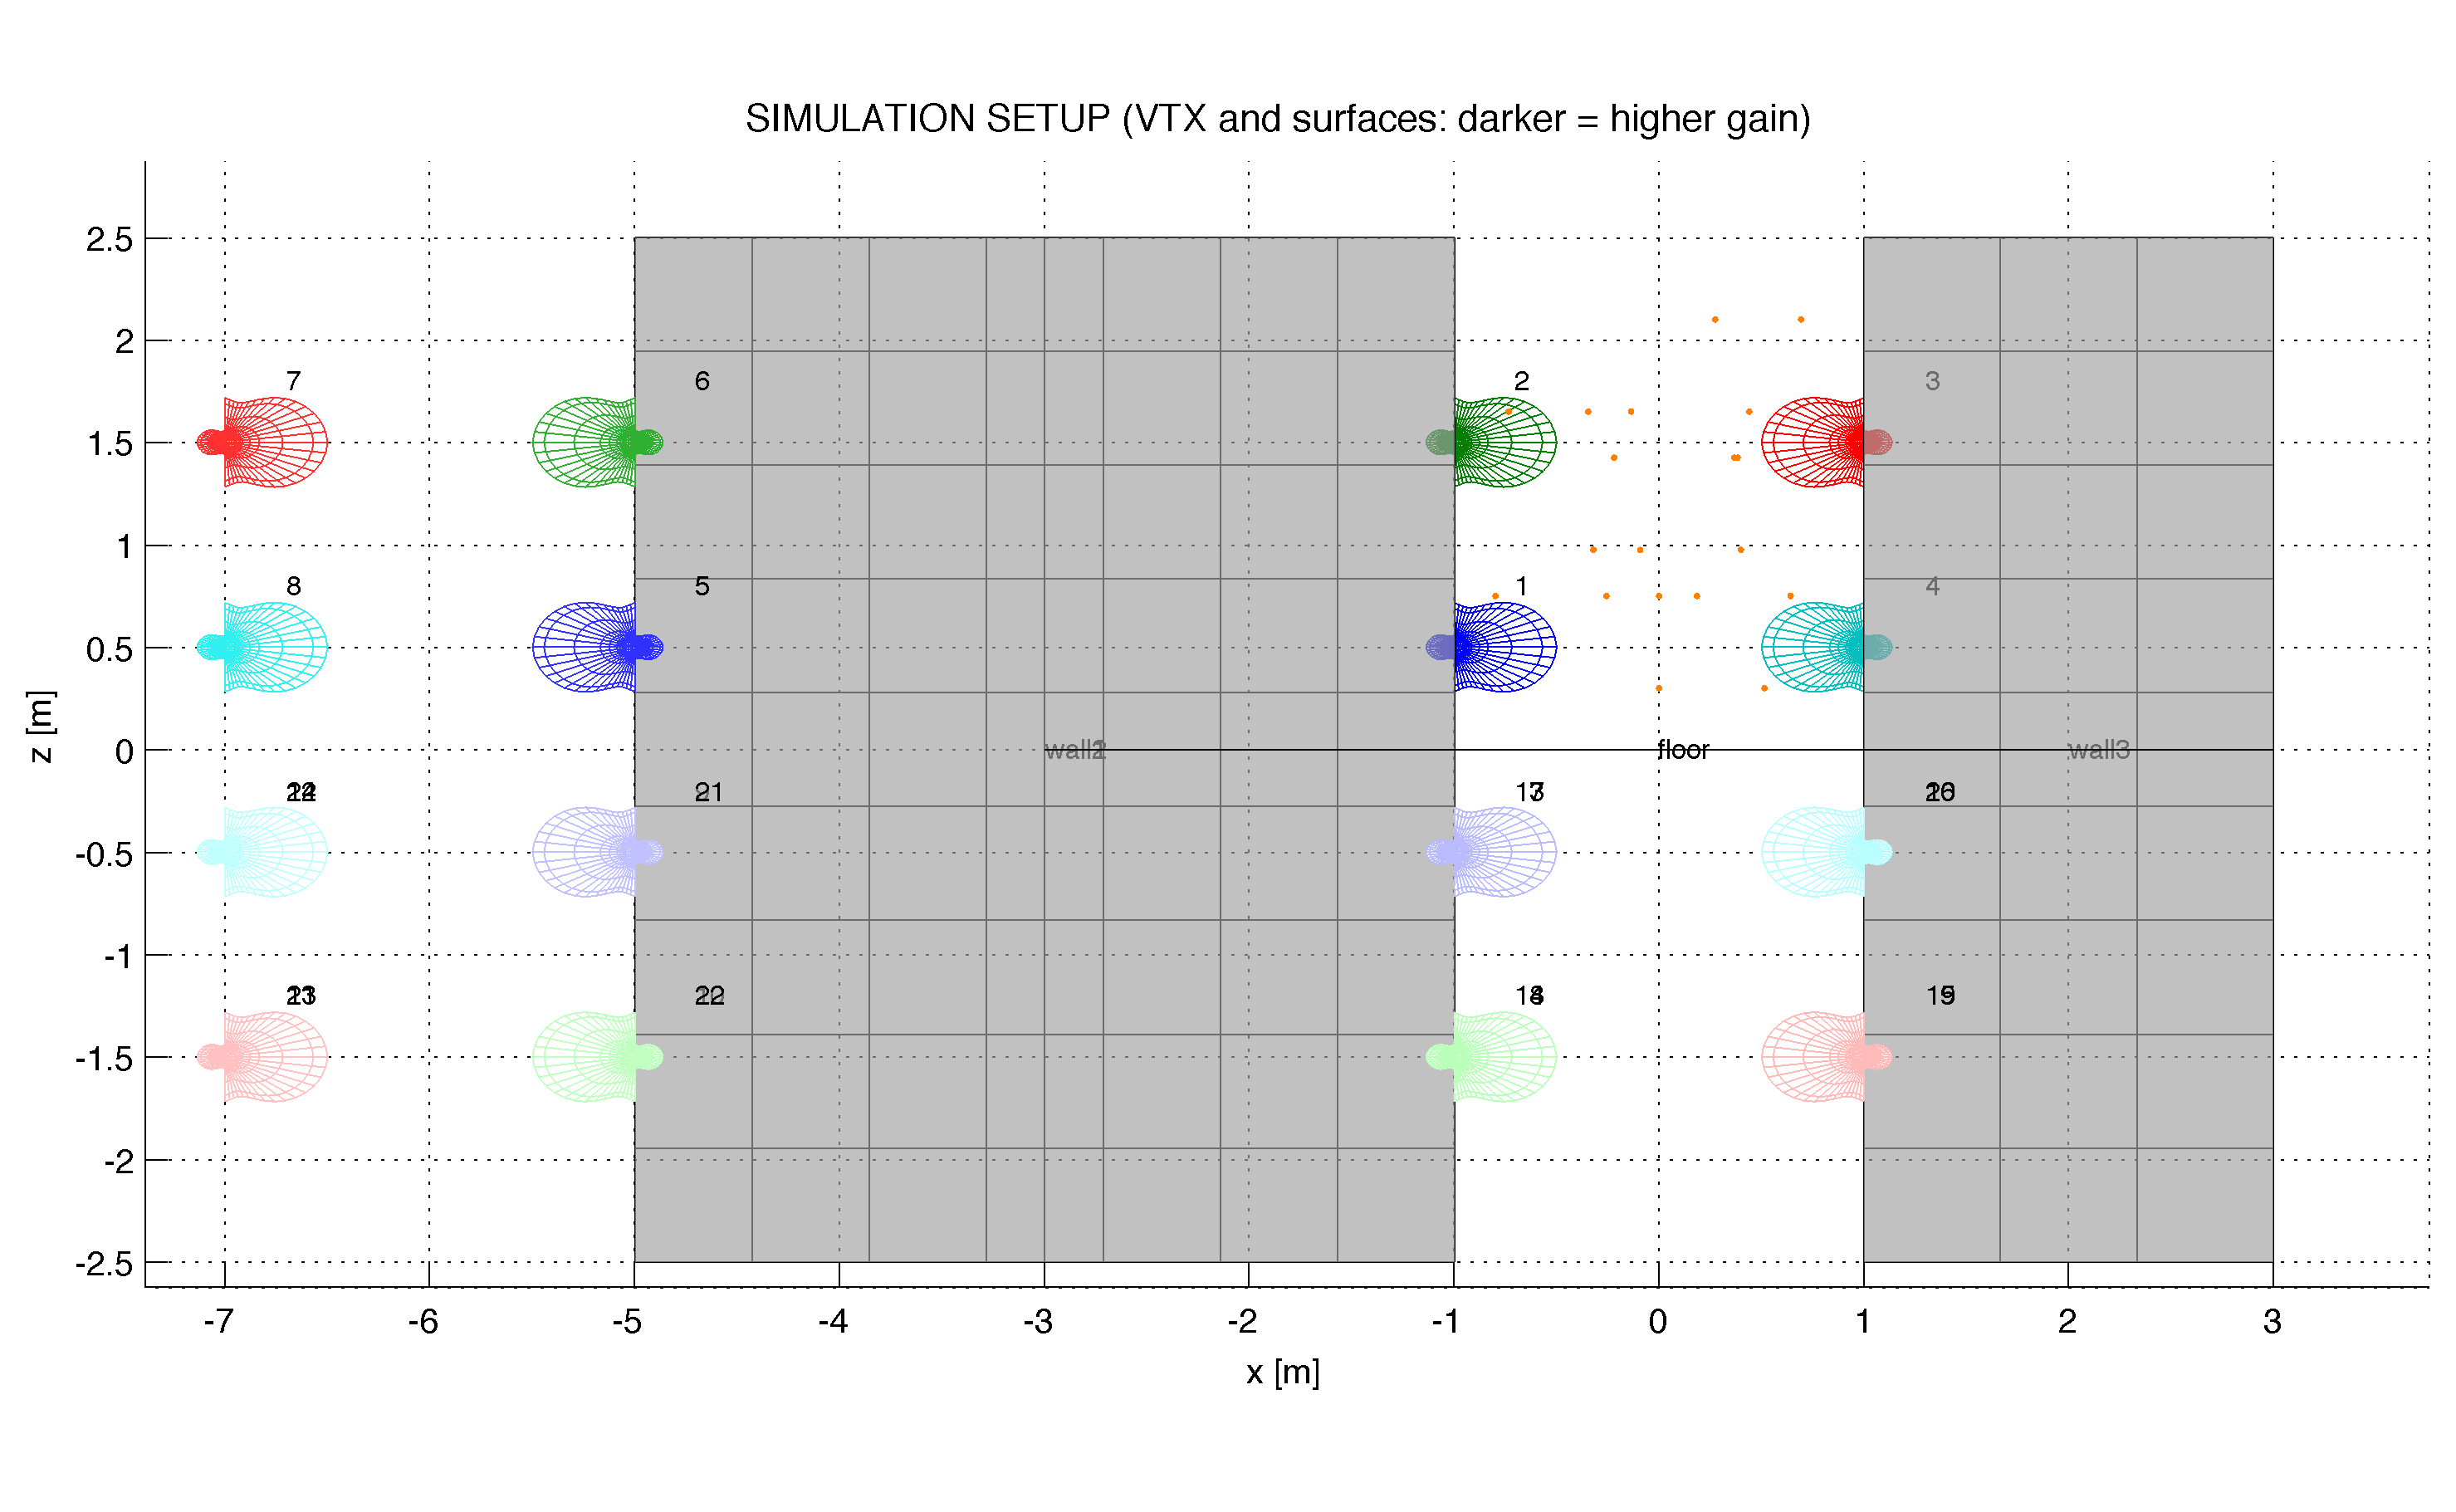 SIMULATION SETUP (VTX and surfaces: darker = higher gain)
2.5
2
7 6 2 3
1.5
1
8 5 1 4
0.5
z [m]
0 floor wall3
21
-0.5
-1
-1.5
-2
-2.5
-7 -6 -5 -4 -3 -2 -1 0 1 2 3
x [m]